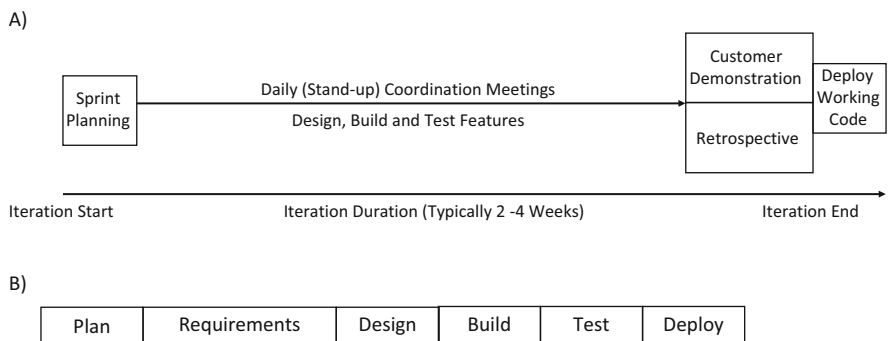 A)
Sprint
Planning
Daily (Stand-up) Coordination Meetings
Design, Build and Test Features
Customer
Demonstration
Retrospective
Deploy
Working
Code
Iteration Start
Iteration Duration (Typically 2 -4 Weeks)
Iteration End
B)
Plan
Requirements
Design
Build
Test
Deploy